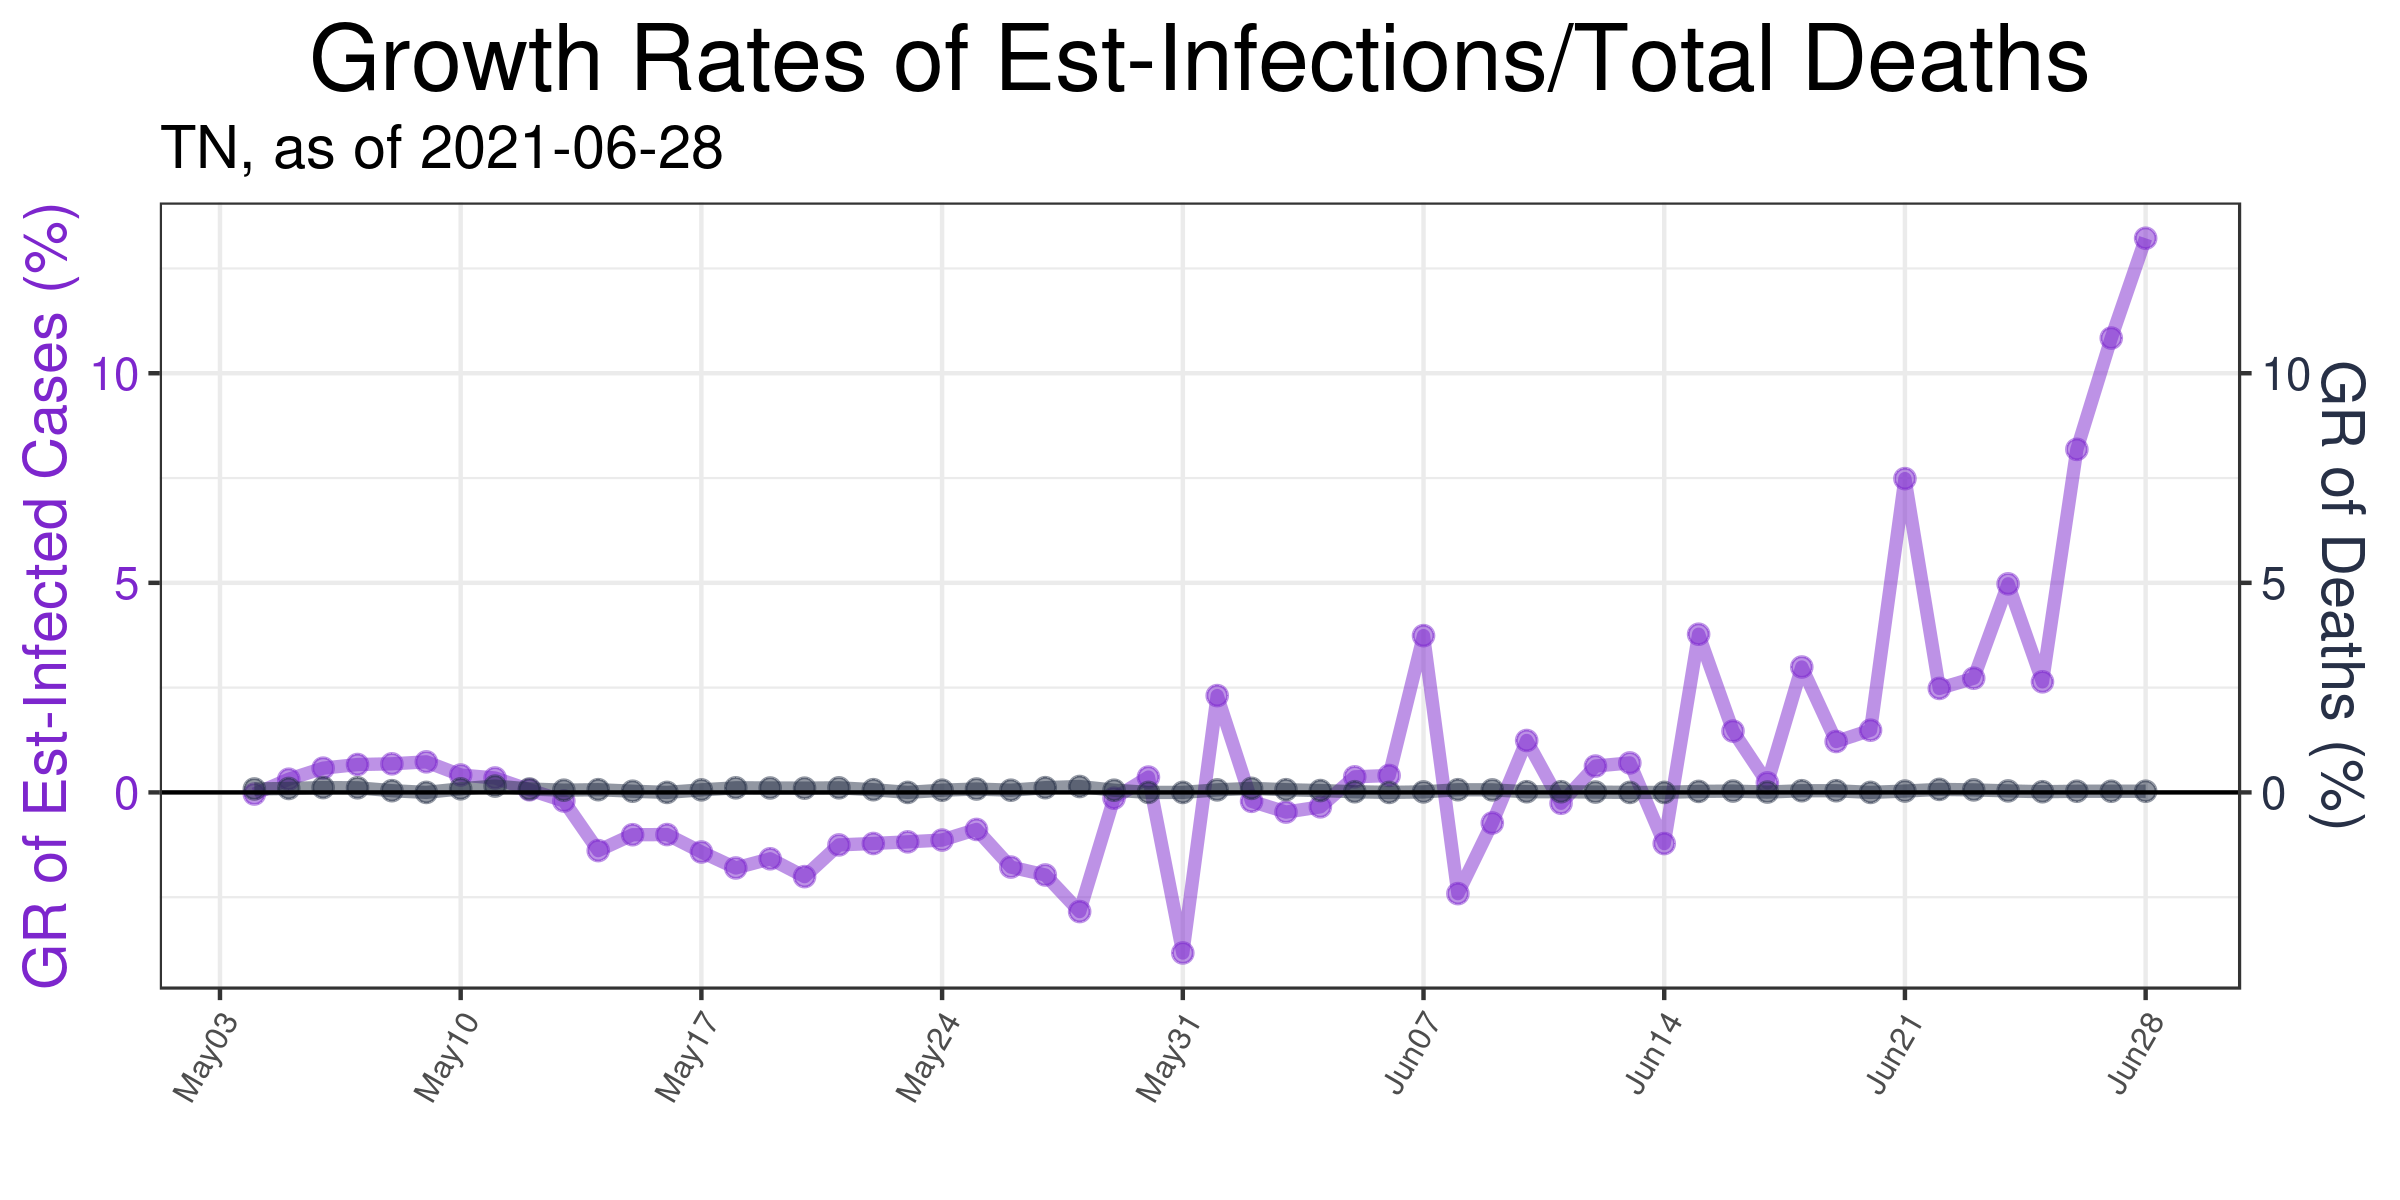 Growth Rates of Est-Infections/Total Deaths
TN, as of 2021-06-28
GR of Est-Infected Cases (%)
10
5
0
10
5
0
GR of Deaths (%)
May03
May10
May17
May24
May31
Jun07
Jun14
Jun21
Jun28